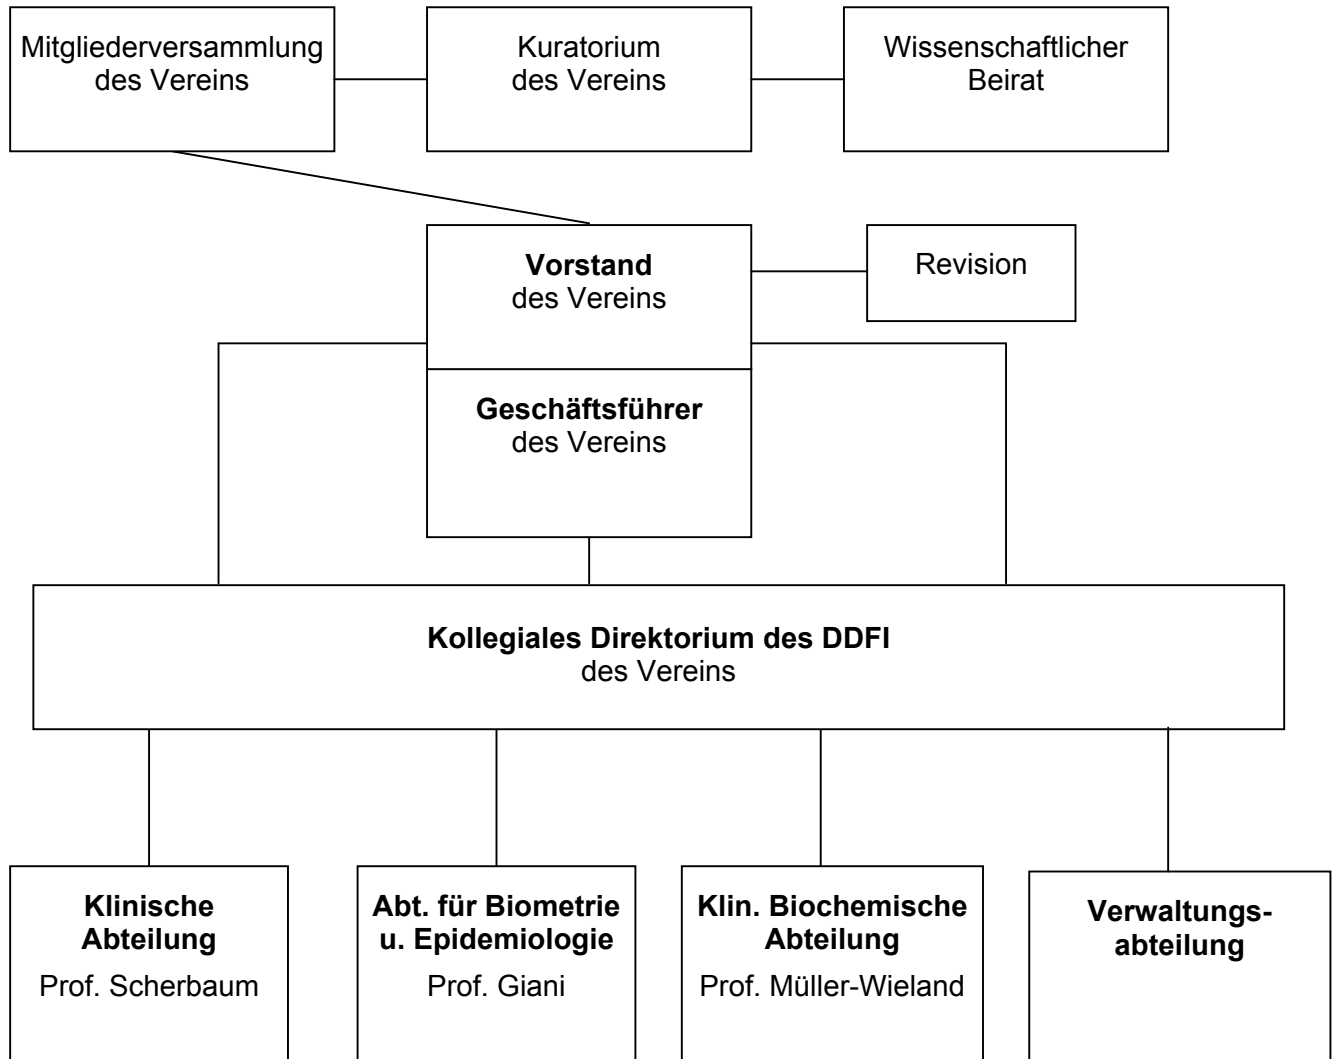 Mitgliederversammlung
des Vereins
Kuratorium
des Vereins
Wissenschaftlicher
Beirat
Vorstand
des Vereins
Revision
Geschäftsführer
des Vereins
Kollegiales Direktorium des DDFI
des Vereins
Klinische
Abteilung
Prof. Scherbaum
Abt. für Biometrie
u. Epidemiologie
Prof. Giani
Klin. Biochemische
Abteilung
Prof. Müller-Wieland
Verwaltungs-
abteilung